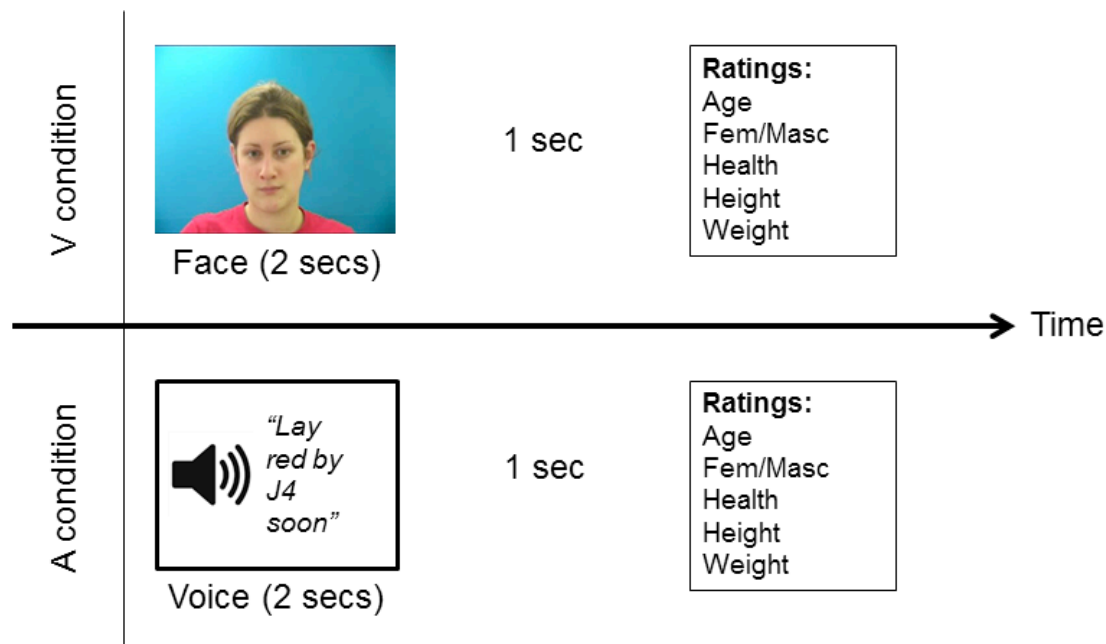 V condition
Face (2 secs)
1 sec
Ratings:
Age
Fem/Masc
Health
Height
Weight
Time
A condition
“Lay
red by
J4
soon”
Voice (2 secs)
1 sec
Ratings:
Age
Fem/Masc
Health
Height
Weight